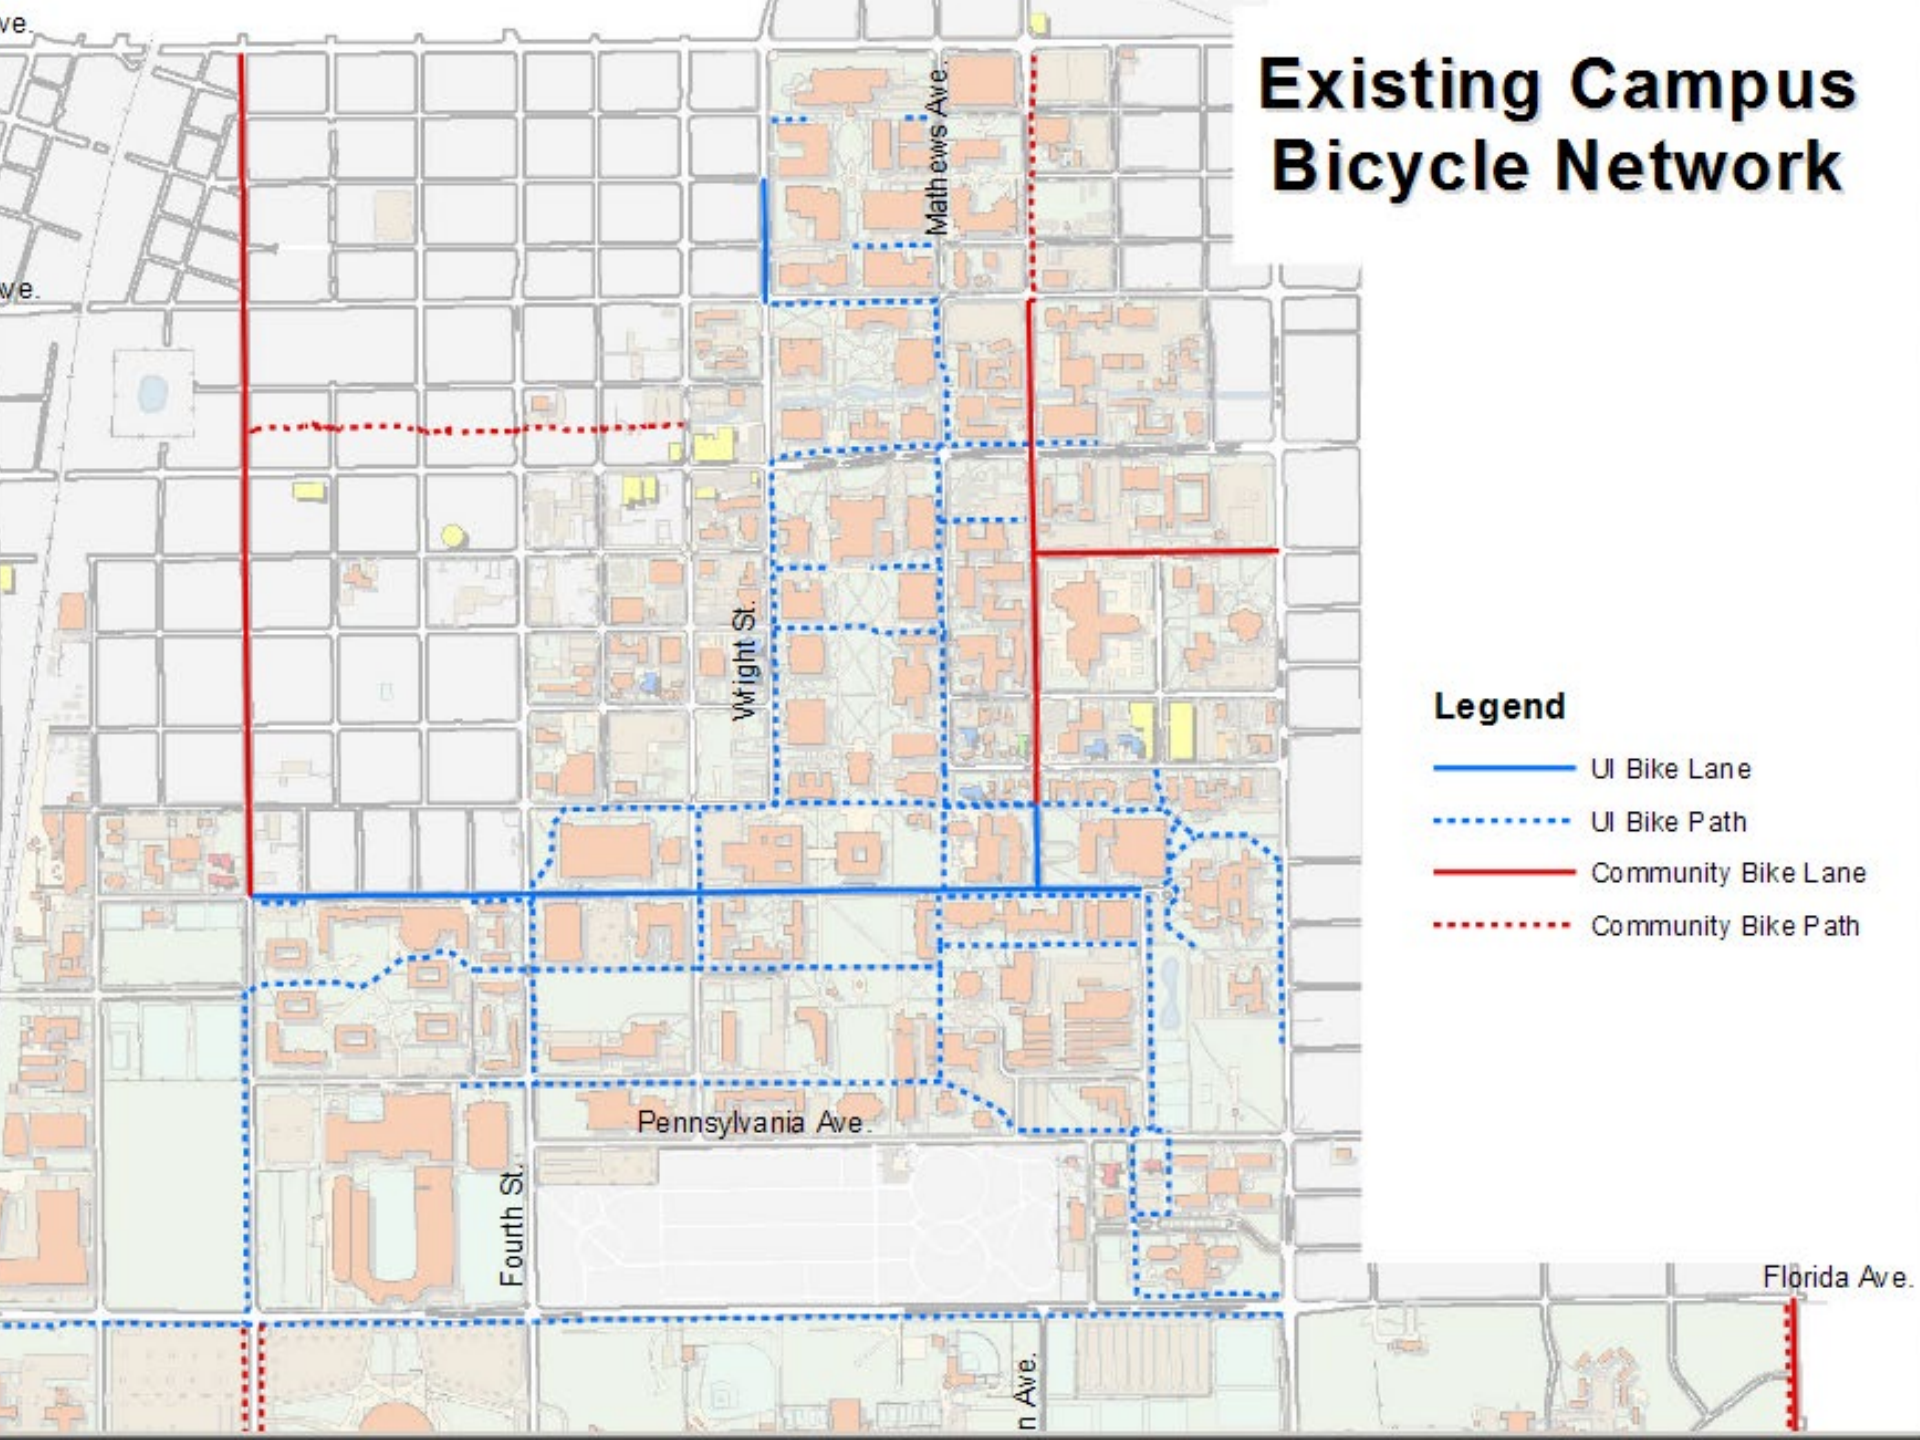 ve.
Existing Campus
Bicycle Network
Mathews Ave.
ve.
Wright St.
Legend
UI Bike Lane
UI Bike Path
Community Bike Lane
Community Bike Path
Pennsylvania Ave.
Fourth St.
Florida Ave.
n Ave.